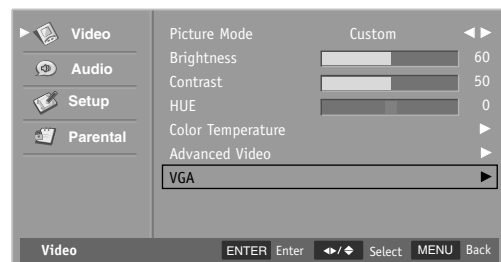 Video
Audio
Setup
Parental
Picture Mode Custom
Brightness 60
Contrast 50
HUE 0
Color Temperature
Advanced Video
VGA
Video ENTER Enter / Select MENU Back